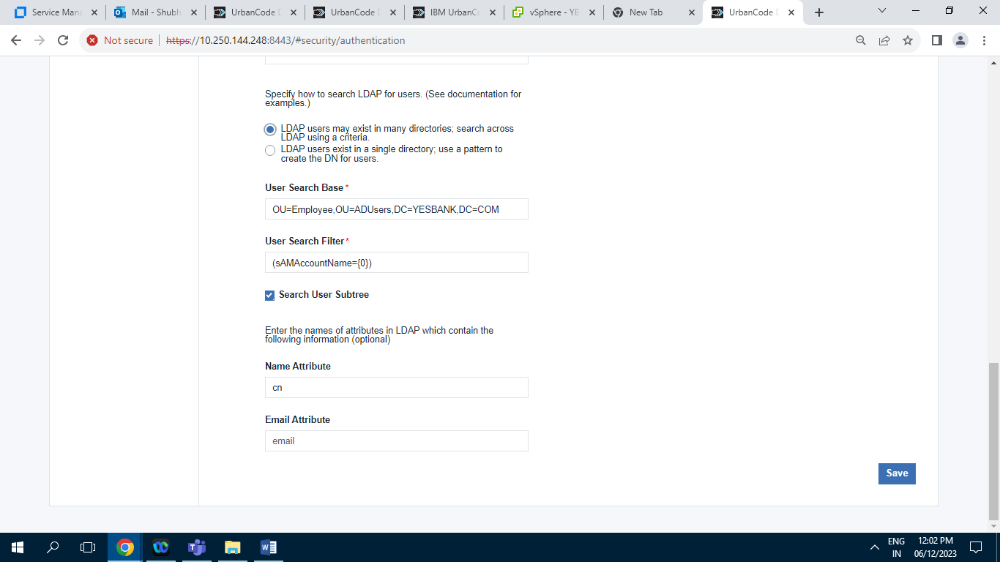 Service Mana
Mail - Shubh
UrbanCode D
UrbanCode D
IBM UrbanCo
vSphere - YB
New Tab
UrbanCode D
Not secure
https://10.250.144.248:8443/#security/authentication
Specify how to search LDAP for users. (See documentation for
examples.)
LDAP users may exist in many directories; search across
LDAP using a criteria.
LDAP users exist in a single directory; use a pattern to
create the DN for users.
User Search Base *
OU=Employee,OU=ADUsers,DC=YESBANK,DC=COM
User Search Filter *
(sAMAccountName={0})
Search User Subtree
Enter the names of attributes in LDAP which contain the
following information (optional)
Name Attribute
cn
Email Attribute
email
Save
ENG
IN
12:02 PM
06/12/2023